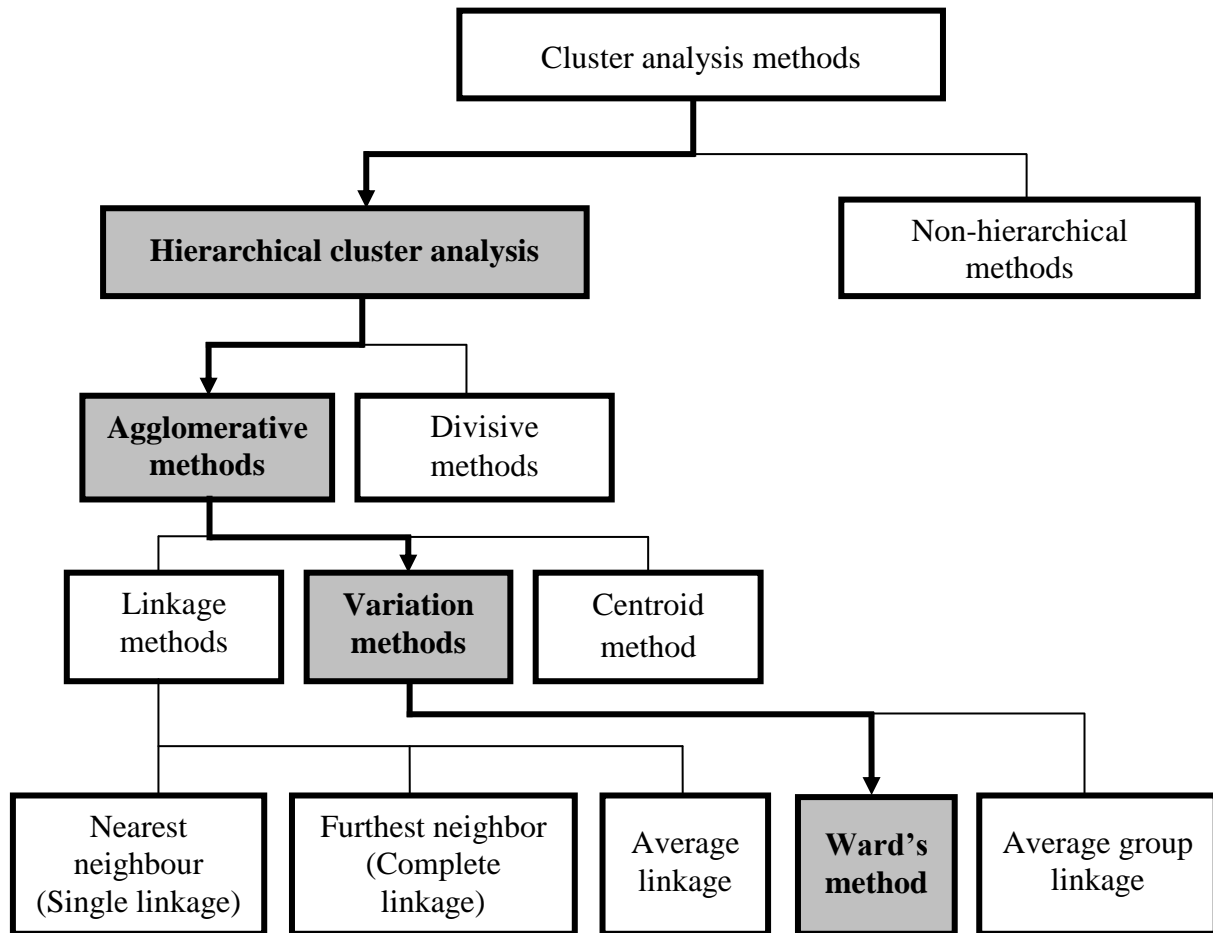 Cluster analysis methods
Hierarchical cluster analysis
Non-hierarchical
methods
Agglomerative
methods
Divisive
methods
Linkage
methods
Variation
methods
Centroid
method
Nearest
neighbour
(Single linkage)
Furthest neighbor
(Complete
linkage)
Average
linkage
Ward’s
method
Average group
linkage